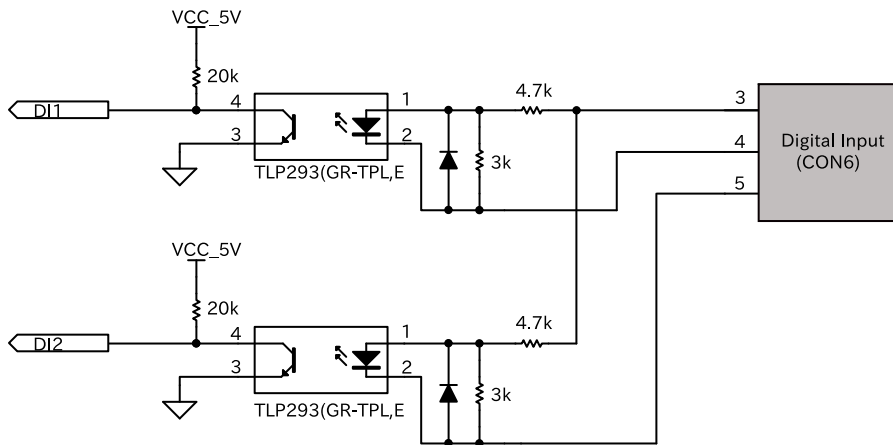 VCC_5V
20k
DI1
4
3
1
2
TLP293(GR-TPL,E
3k
4.7k
3
4
5
Digital Input
(CON6)
VCC_5V
20k
DI2
4
3
1
2
TLP293(GR-TPL,E
3k
4.7k